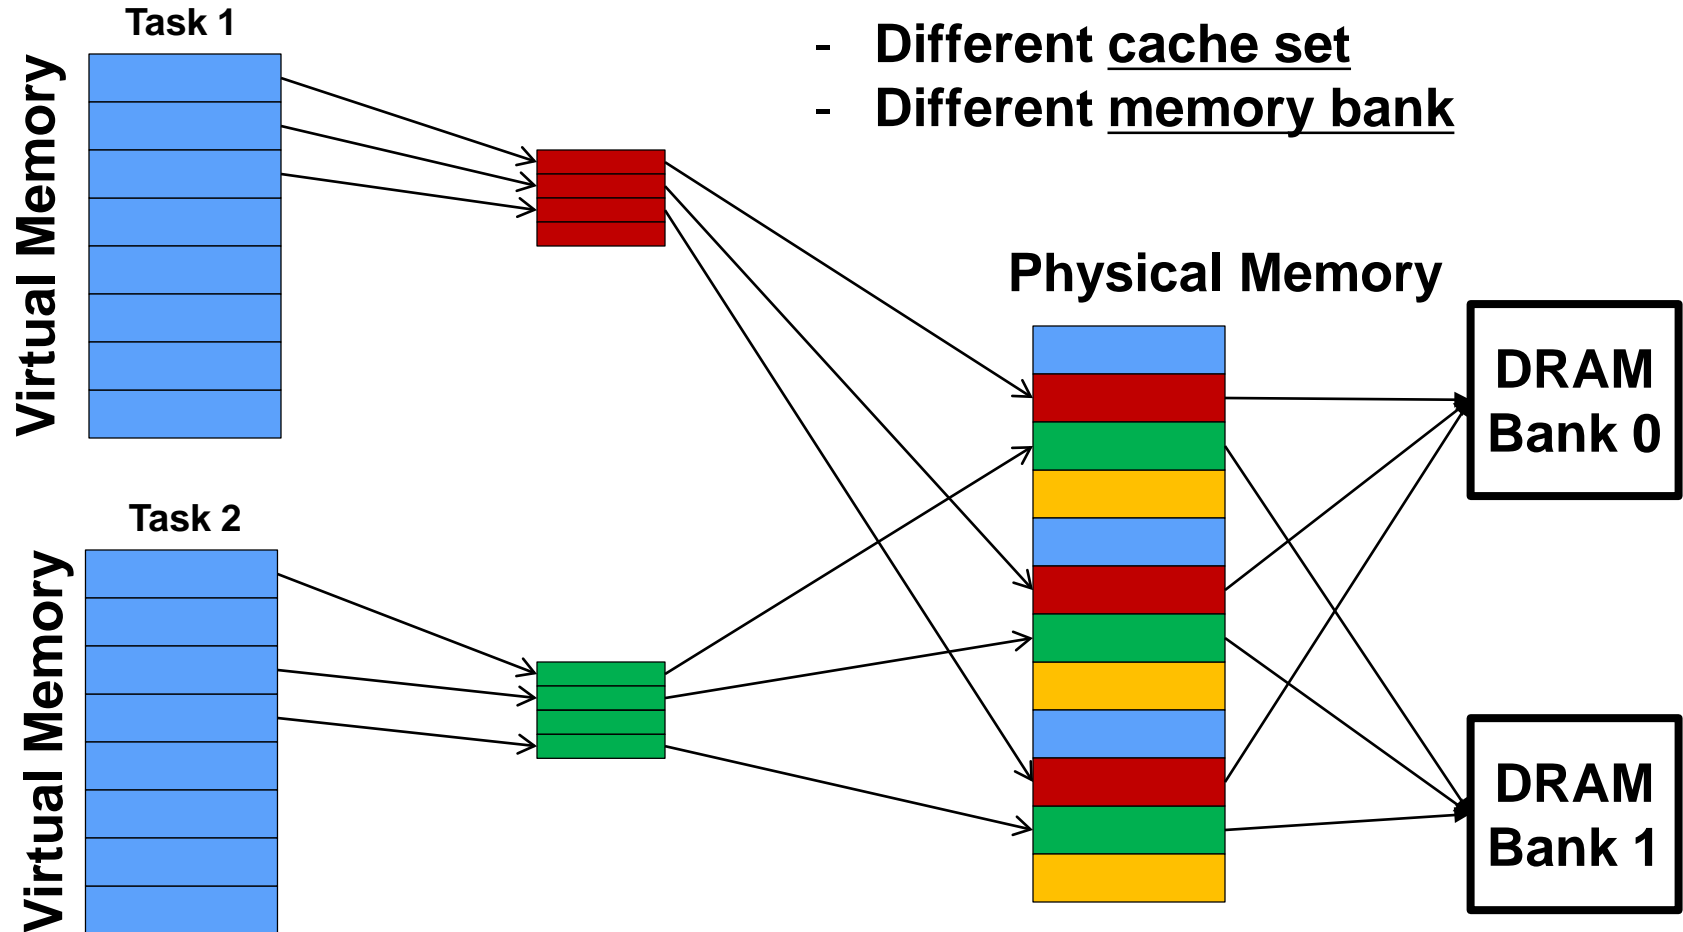 Task 1
Virtual Memory
- Different cache set
- Different memory bank
Physical Memory
DRAM
Bank 0
Task 2
Virtual Memory
DRAM
Bank 1